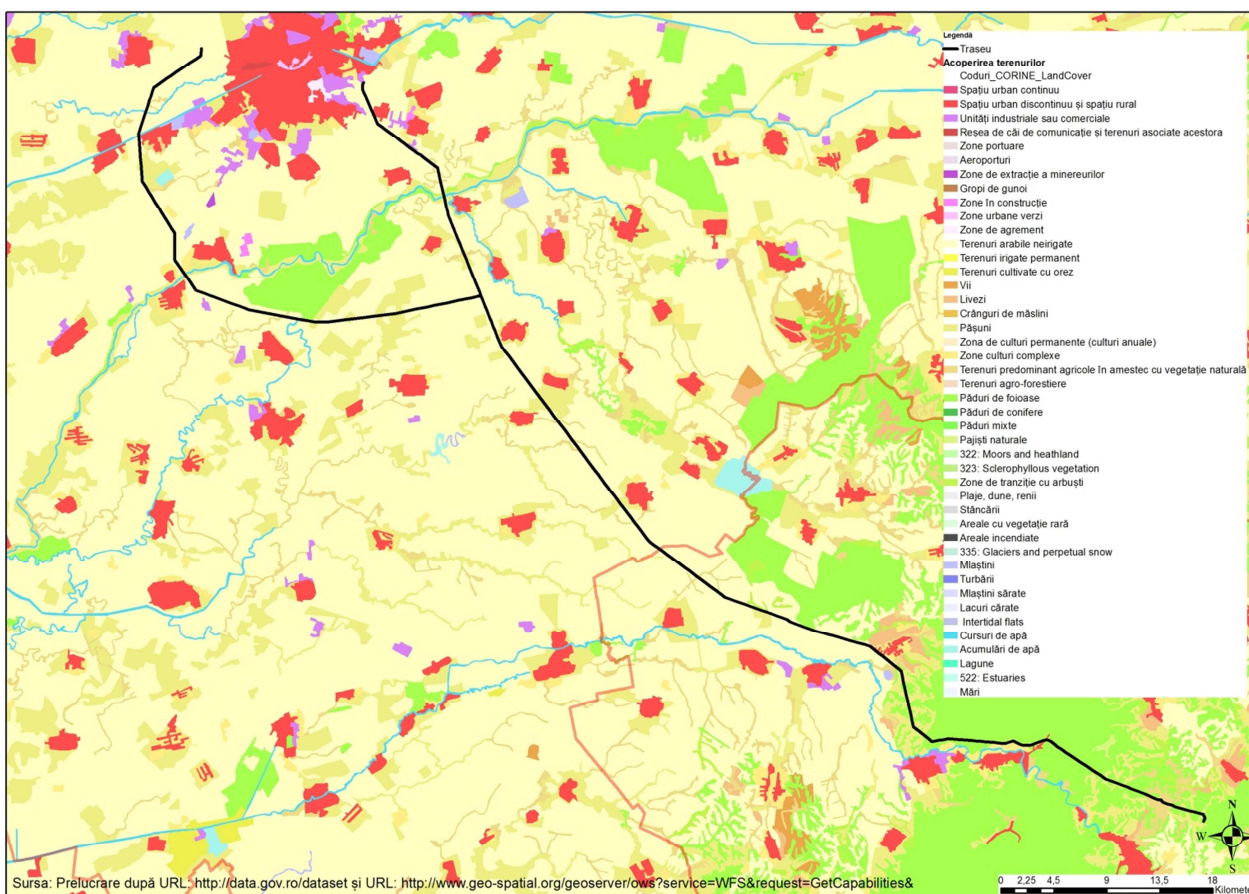 Legendă
Traseu
Acoperirea terenurilor
Coduri_CORINE_LandCover
Spațiu urban continuu
Spațiu urban discontinuu și spațiu rural
Unități industriale sau comerciale
Rețea de căi de comunicație și terenuri asociate acestora
Zone portuare
Aeroporturi
Zone de extracție a minereurilor
Gropi de gunoi
Zone în construcție
Zone urbane verzi
Zone de agrement
Terenuri arabile neirigate
Terenuri irigate permanent
Terenuri cultivate cu orez
Vii
Livezi
Crânguri de măslini
Pășuni
Zona de culturi permanente (culturi anuale)
Zone culturi complexe
Terenuri predominant agricole în amestec cu vegetație naturală
Terenuri agro-forestiere
Păduri de foioase
Păduri de conifere
Păduri mixte
Pajiști naturale
322: Moors and heathland
323: Sclerophyllous vegetation
Zone de tranziție cu arbuști
Plaje, dune, renii
Stâncării
Areale cu vegetație rară
Areale incendiate
335: Glaciers and perpetual snow
Mlaștini
Turbării
Mlaștini sărate
Lacuri cărate
Intertidal flats
Cursuri de apă
Acumulări de apă
Lagune
522: Estuaries
Mări
N
W E
S
0 2,25 4,5 9 13,5 18
Kilomet
Sursa: Prelucrare după URL: http://data.gov.ro/dataset și URL: http://www.geo-spatial.org/geoserver/ows?service=WFS&request=GetCapabilities&